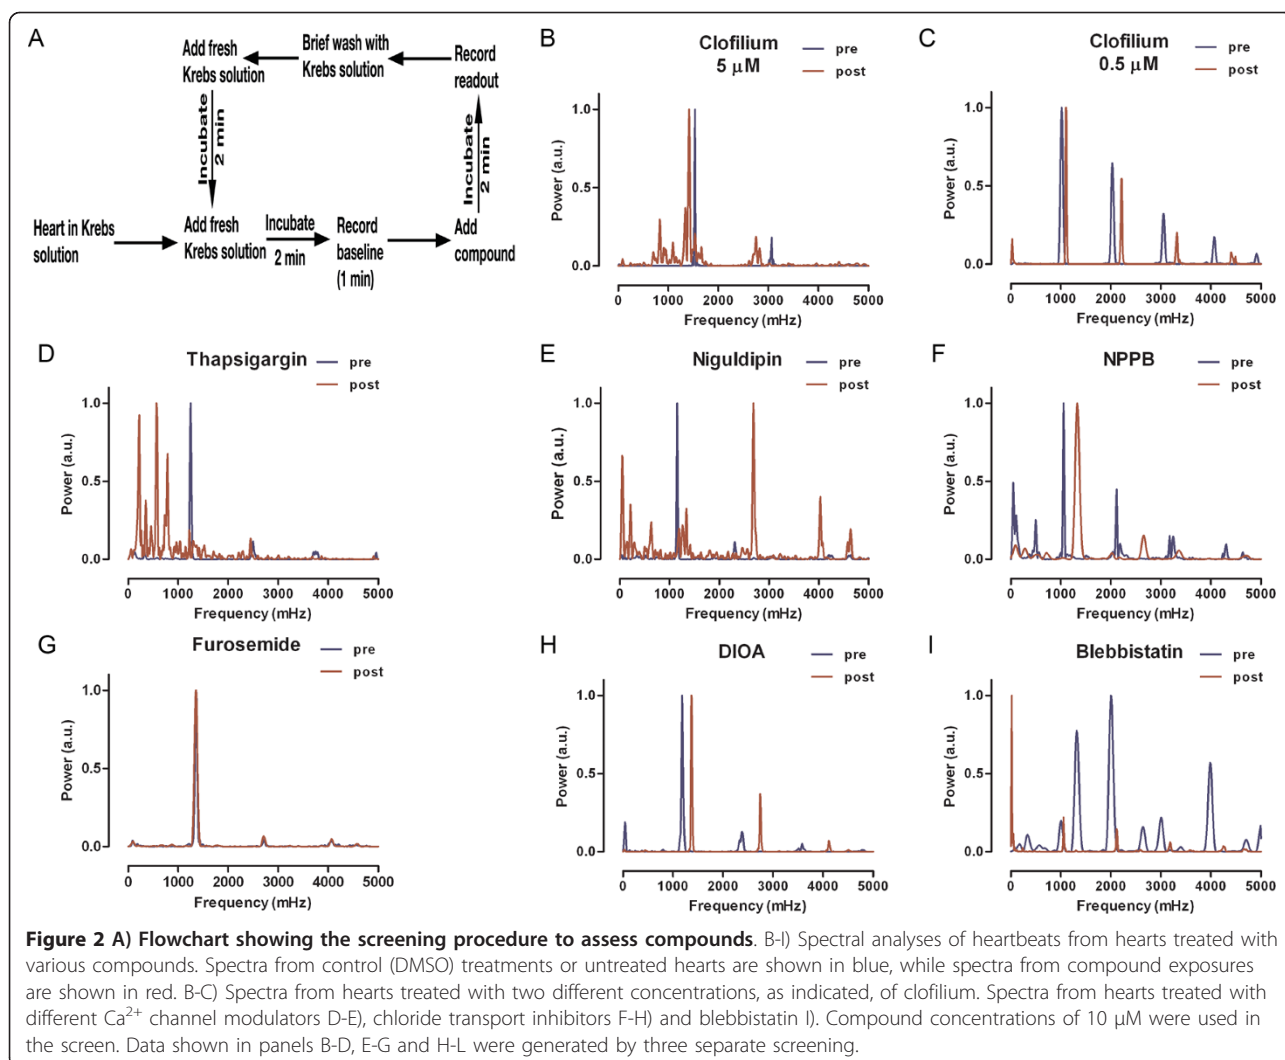 A
Add fresh
Krebs solution
Brief wash with
Krebs solution
Record
readout
Incubate
2 min
Incubate
2 min
Heart in Krebs
solution
Add fresh
Krebs solution
Incubate
2 min
Record
baseline
(1 min)
Add
compound
B
Clofilium
5 µM
pre
post
Power (a.u.)
1.0
0.5
0.0
0 1000 2000 3000 4000 5000
Frequency (mHz)
C
Clofilium
0.5 µM
pre
post
Power (a.u.)
1.0
0.5
0.0
0 1000 2000 3000 4000 5000
Frequency (mHz)
D
Thapsigargin
pre
post
Power (a.u.)
1.0
0.5
0.0
0 1000 2000 3000 4000 5000
Frequency (mHz)
E
Niguldipin
pre
post
Power (a.u.)
1.0
0.5
0.0
0 1000 2000 3000 4000 5000
Frequency (mHz)
F
NPPB
pre
post
Power (a.u.)
1.0
0.5
0.0
0 1000 2000 3000 4000 5000
Frequency (mHz)
G
Furosemide
pre
post
Power (a.u.)
1.0
0.5
0.0
0 1000 2000 3000 4000 5000
Frequency (mHz)
H
DIOA
pre
post
Power (a.u.)
1.0
0.5
0.0
0 1000 2000 3000 4000 5000
Frequency (mHz)
I
Blebbistatin
pre
post
Power (a.u.)
1.0
0.5
0.0
0 1000 2000 3000 4000 5000
Frequency (mHz)
Figure 2 A) Flowchart showing the screening procedure to assess compounds. B-I) Spectral analyses of heartbeats from hearts treated with
various compounds. Spectra from control (DMSO) treatments or untreated hearts are shown in blue, while spectra from compound exposures
are shown in red. B-C) Spectra from hearts treated with two different concentrations, as indicated, of clofilium. Spectra from hearts treated with
different Ca²⁺ channel modulators D-E), chloride transport inhibitors F-H) and blebbistatin I). Compound concentrations of 10 µM were used in
the screen. Data shown in panels B-D, E-G and H-L were generated by three separate screening.